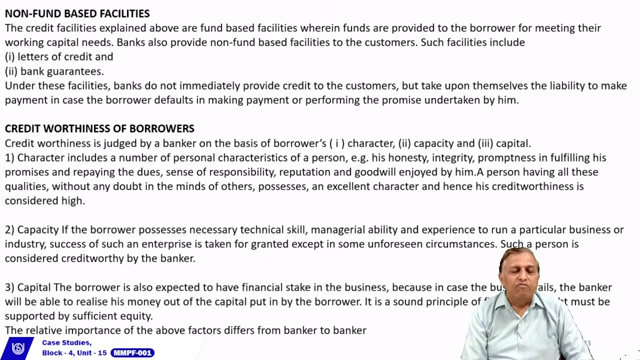 NON-FUND BASED FACILITIES
The credit facilities explained above are fund based facilities wherein funds are provided to the borrower for meeting their
working capital needs. Banks also provide non-fund based facilities to the customers. Such facilities include
(i) letters of credit and
(ii) bank guarantees.
Under these facilities, banks do not immediately provide credit to the customers, but take upon themselves the liability to make
payment in case the borrower defaults in making payment or performing the promise undertaken by him.
CREDIT WORTHINESS OF BORROWERS
Credit worthiness is judged by a banker on the basis of borrower's ( i ) character, (ii) capacity and (iii) capital.
1) Character includes a number of personal characteristics of a person, e.g. his honesty, integrity, promptness in fulfilling his
promises and repaying the dues, sense of responsibility, reputation and goodwill enjoyed by him.A person having all these
qualities, without any doubt in the minds of others, possesses, an excellent character and hence his creditworthiness is
considered high.
2) Capacity If the borrower possesses necessary technical skill, managerial ability and experience to run a particular business or
industry, success of such an enterprise is taken for granted except in some unforeseen circumstances. Such a person is
considered creditworthy by the banker.
3) Capital The borrower is also expected to have financial stake in the business, because in case the bus ails, the banker
will be able to realise his money out of the capital put in by the borrower. It is a sound principle of must be
supported by sufficient equity.
The relative importance of the above factors differs from banker to banker
Case Studies,
Block - 4, Unit - 15 MMPF-001